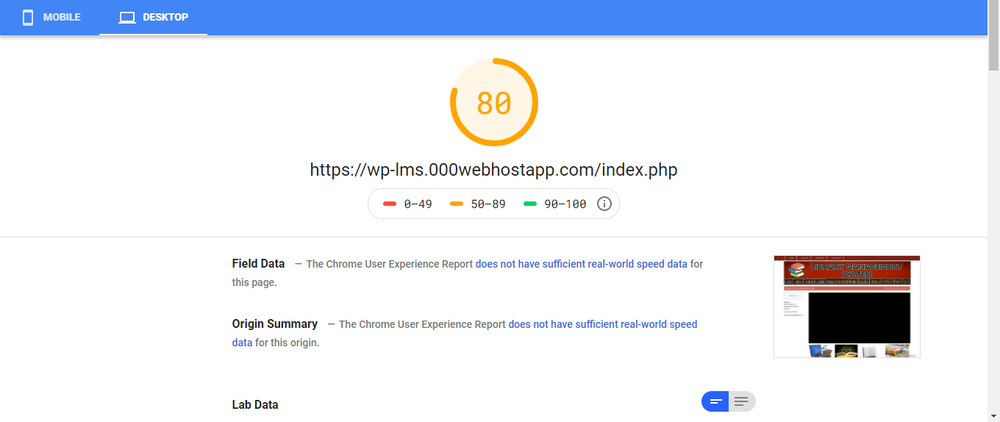 MOBILE
DESKTOP
80
https://wp-lms.000webhostapp.com/index.php
0–49
50–89
90–100
Field Data — The Chrome User Experience Report does not have sufficient real-world speed data for
this page.
LIBRARY MANAGEMENT
SYSTEM
Origin Summary — The Chrome User Experience Report does not have sufficient real-world speed
data for this origin.
Lab Data